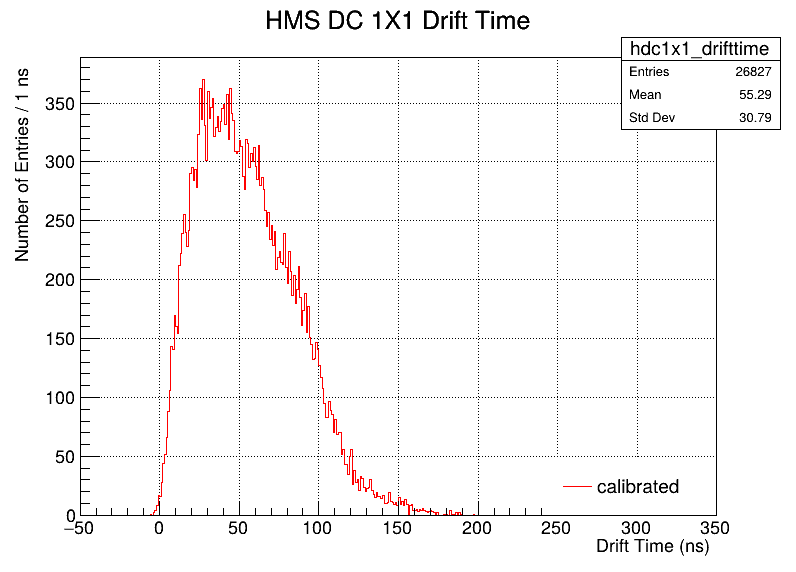 HMS DC 1X1 Drift Time
hdc1x1_drifttime
Entries 26827
Mean 55.29
Std Dev 30.79
Number of Entries / 1 ns
350
300
250
200
150
100
50
0
−50 0 50 100 150 200 250 300 350
Drift Time (ns)
calibrated